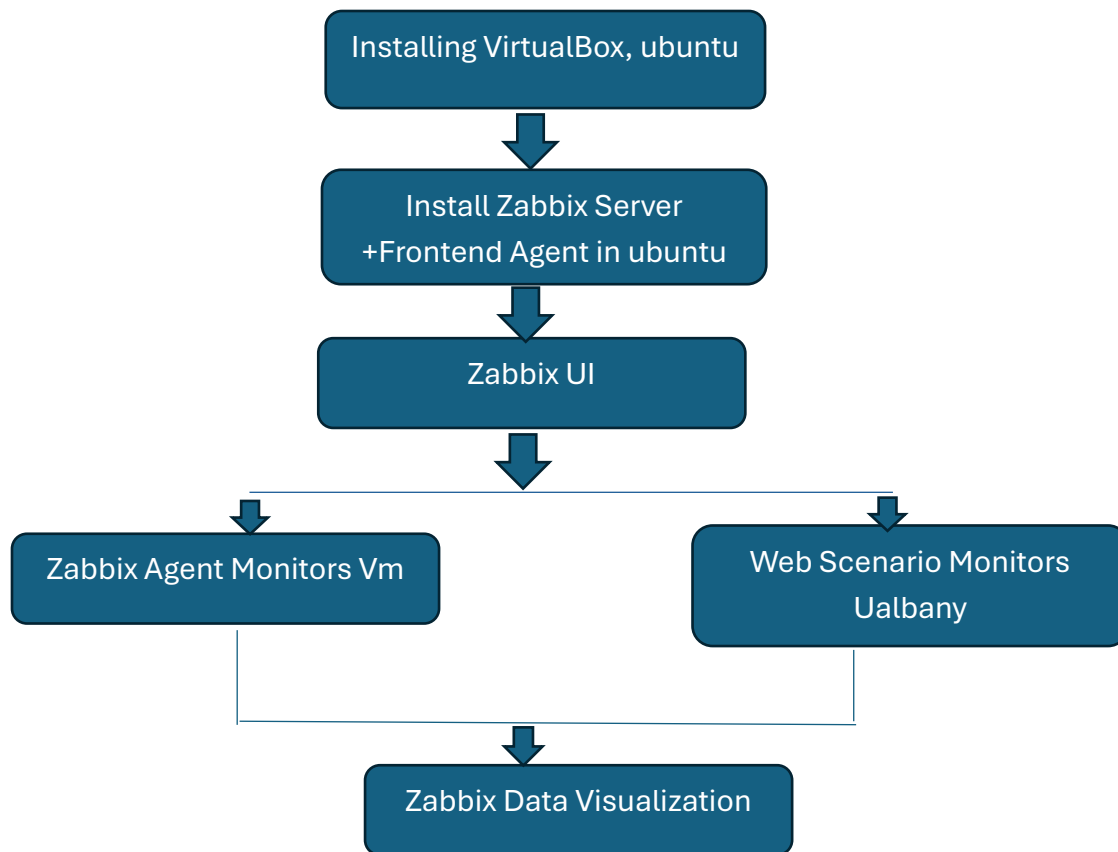 Installing VirtualBox, ubuntu
Install Zabbix Server
+Frontend Agent in ubuntu
Zabbix UI
Zabbix Agent Monitors Vm
Web Scenario Monitors
Ualbany
Zabbix Data Visualization